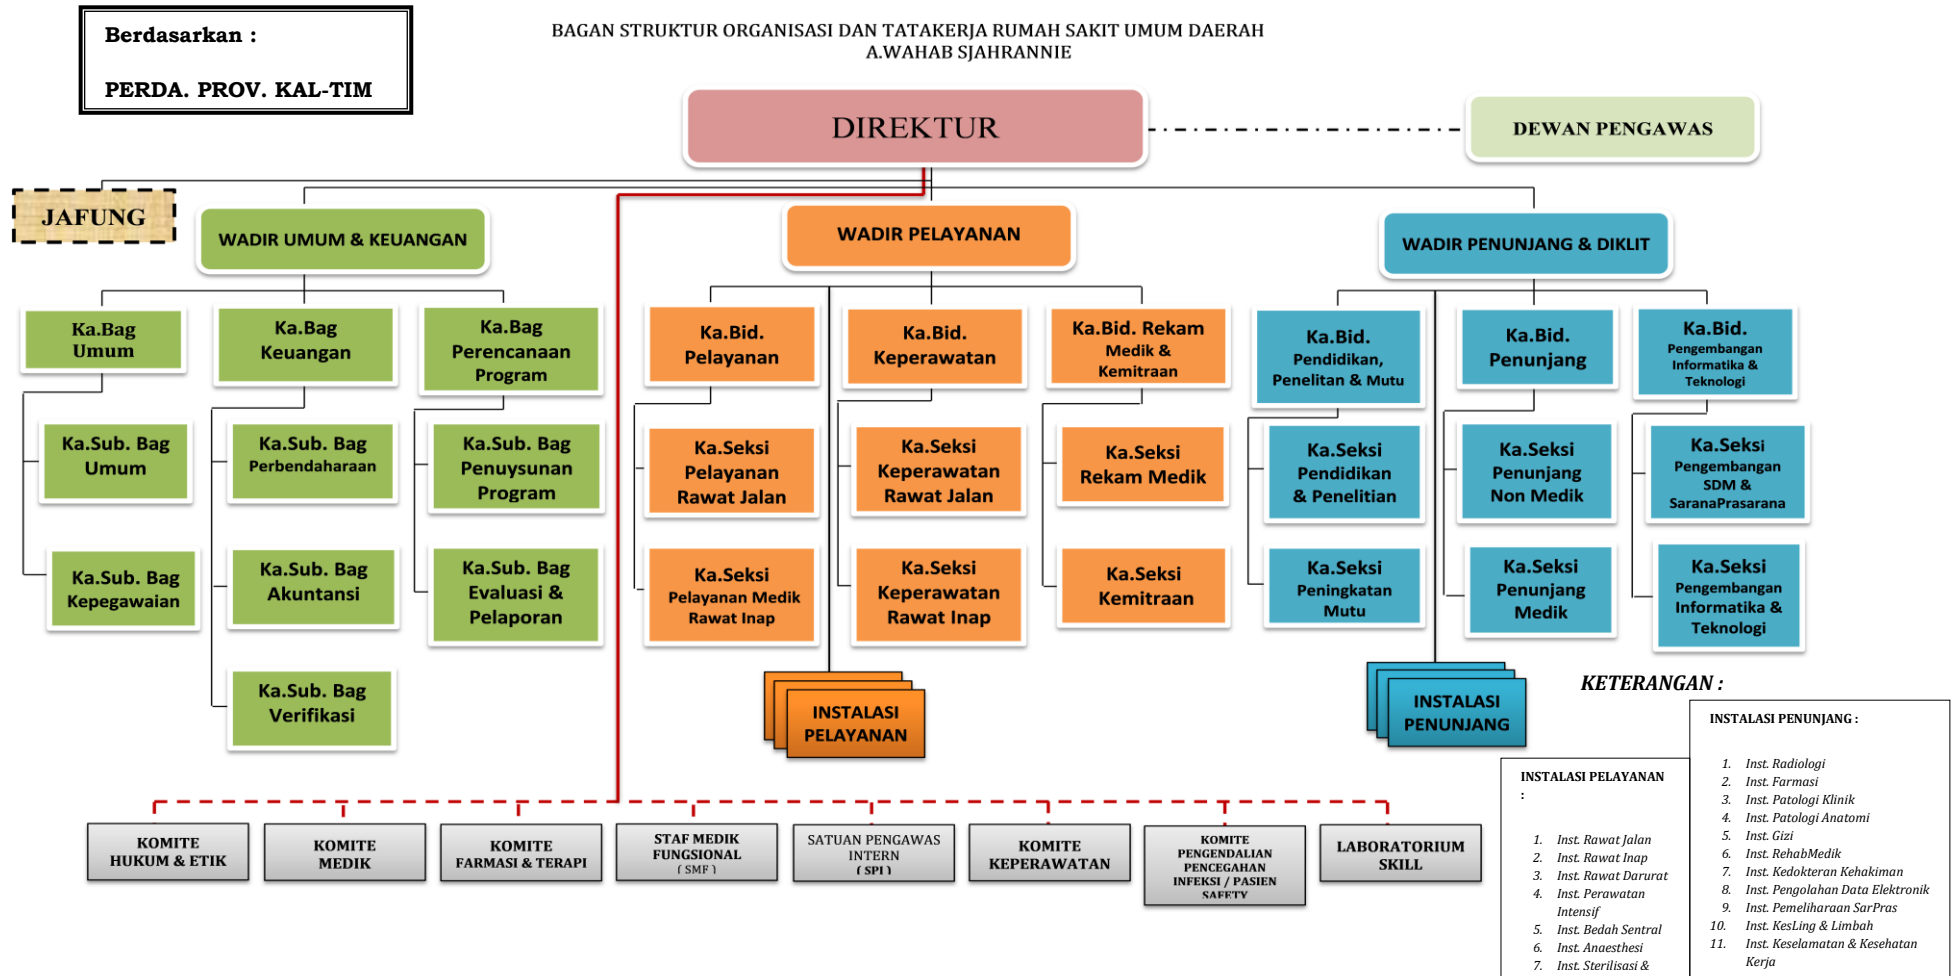 Berdasarkan :
PERDA. PROV. KAL-TIM
BAGAN STRUKTUR ORGANISASI DAN TATAKERJA RUMAH SAKIT UMUM DAERAH
A.WAHAB SJAHRANNIE
DIREKTUR
DEWAN PENGAWAS
JAFUNG
WADIR UMUM & KEUANGAN
WADIR PELAYANAN
WADIR PENUNJANG & DIKLIT
Ka.Bag
Umum
Ka.Bag
Keuangan
Ka.Bag
Perencanaan
Program
Ka.Bid.
Pelayanan
Ka.Bid.
Keperawatan
Ka.Bid. Rekam
Medik &
Kemitraan
Ka.Bid.
Pendidikan,
Penelitan & Mutu
Ka.Bid.
Penunjang
Ka.Bid.
Pengembangan
Informatika &
Teknologi
Ka.Sub. Bag
Umum
Ka.Sub. Bag
Perbendaharaan
Ka.Sub. Bag
Penuysunan
Program
Ka.Seksi
Pelayanan
Rawat Jalan
Ka.Seksi
Keperawatan
Rawat Jalan
Ka.Seksi
Rekam Medik
Ka.Seksi
Pendidikan
& Penelitian
Ka.Seksi
Penunjang
Non Medik
Ka.Seksi
Pengembangan
SDM &
SaranaPrasarana
Ka.Sub. Bag
Kepegawaian
Ka.Sub. Bag
Akuntansi
Ka.Sub. Bag
Evaluasi &
Pelaporan
Ka.Seksi
Pelayanan Medik
Rawat Inap
Ka.Seksi
Keperawatan
Rawat Inap
Ka.Seksi
Kemitraan
Ka.Seksi
Peningkatan
Mutu
Ka.Seksi
Penunjang
Medik
Ka.Seksi
Pengembangan
Informatika &
Teknologi
Ka.Sub. Bag
Verifikasi
INSTALASI
PELAYANAN
INSTALASI
PENUNJANG
KOMITE
HUKUM & ETIK
KOMITE
MEDIK
KOMITE
FARMASI & TERAPI
STAF MEDIK
FUNGSIONAL
( SMF )
SATUAN PENGAWAS
INTERN
( SPI )
KOMITE
KEPERAWATAN
KOMITE
PENGENDALIAN
PENCEGAHAN
INFEKSI / PASIEN
SAFETY
LABORATORIUM
SKILL
KETERANGAN :
INSTALASI PELAYANAN
:
1. Inst. Rawat Jalan
2. Inst. Rawat Inap
3. Inst. Rawat Darurat
4. Inst. Perawatan
Intensif
5. Inst. Bedah Sentral
6. Inst. Anaesthesi
7. Inst. Sterilisasi &
INSTALASI PENUNJANG :
1. Inst. Radiologi
2. Inst. Farmasi
3. Inst. Patologi Klinik
4. Inst. Patologi Anatomi
5. Inst. Gizi
6. Inst. RehabMedik
7. Inst. Kedokteran Kehakiman
8. Inst. Pengolahan Data Elektronik
9. Inst. Pemeliharaan SarPras
10. Inst. KesLing & Limbah
11. Inst. Keselamatan & Kesehatan
Kerja